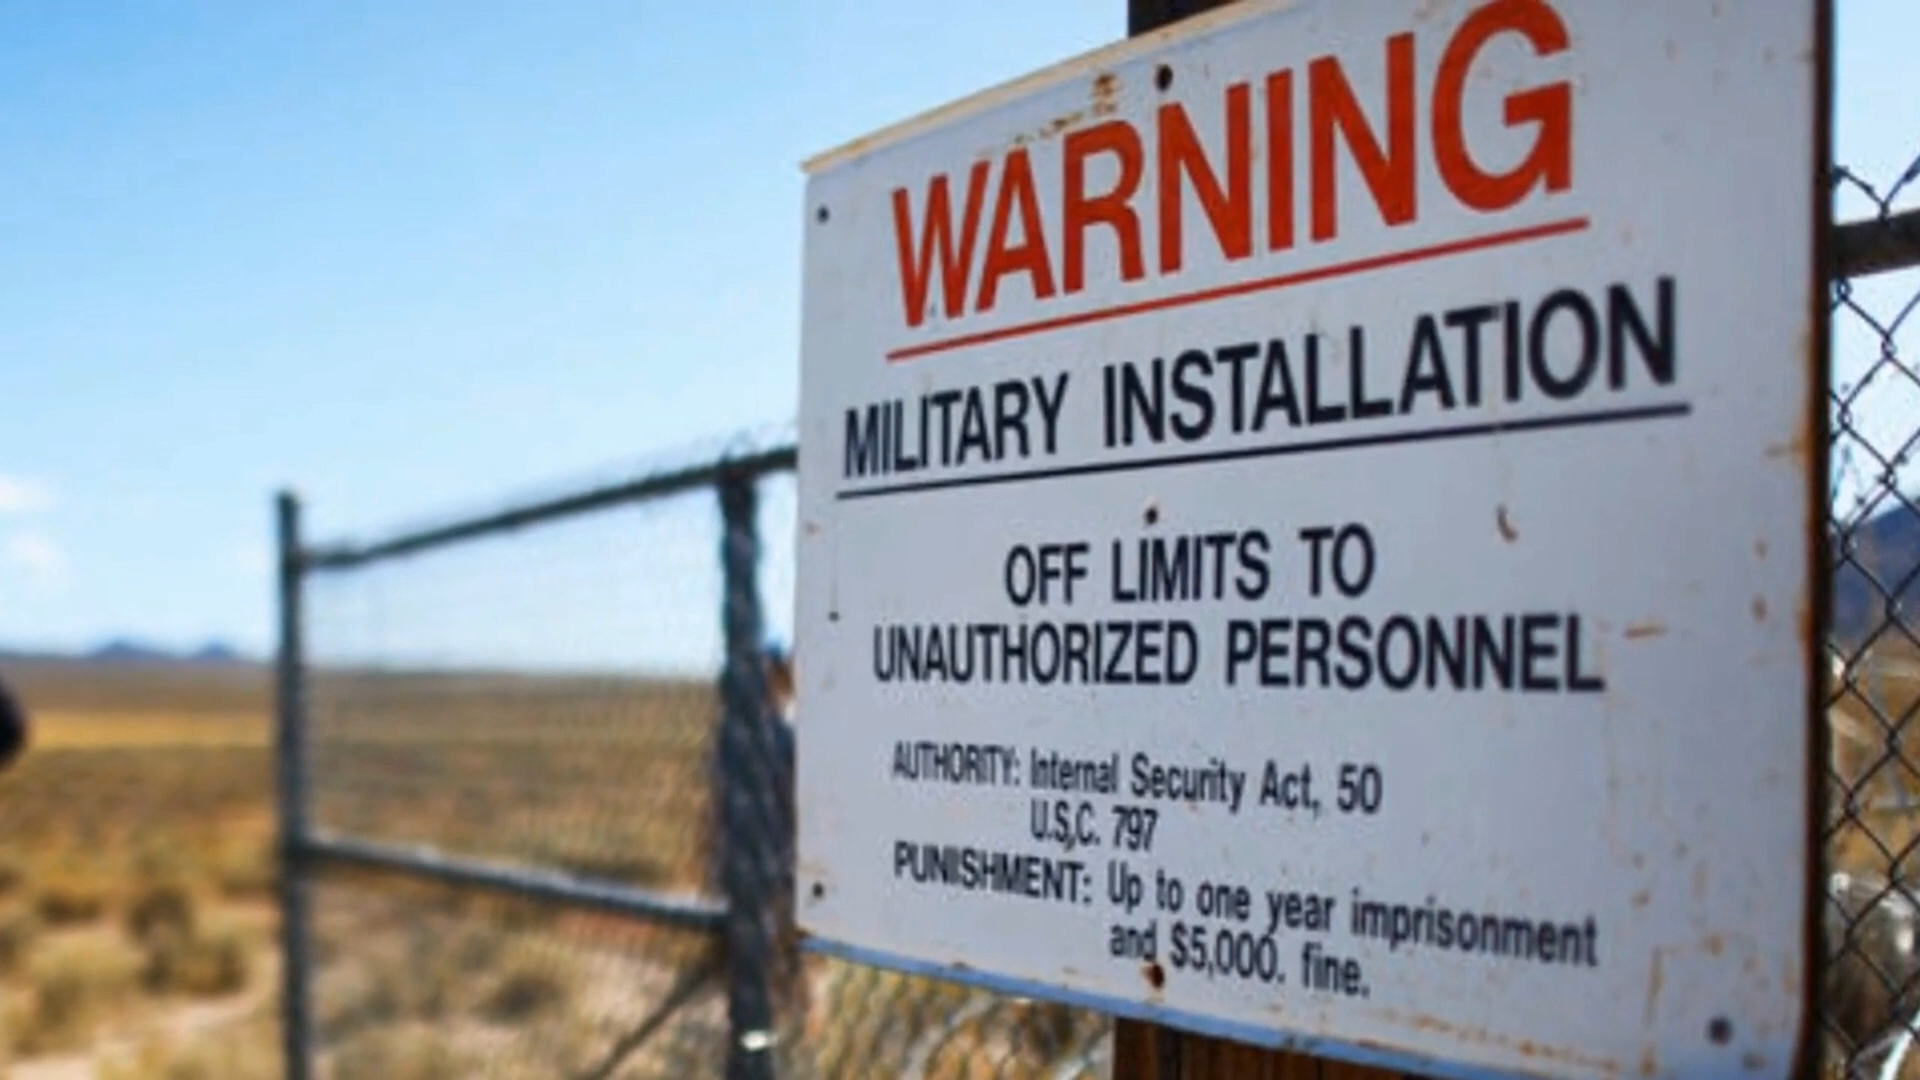 WARNING
MILITARY INSTALLATION
OFF LIMITS TO
UNAUTHORIZED PERSONNEL
AUTHORITY: Internal Security Act, 50
U.S.C. 797
PUNISHMENT: Up to one year imprisonment
and $5,000. fine.